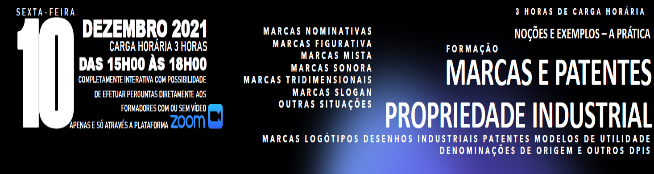 SEXTA-FEIRA
10
DEZEMBRO 2021
CARGA HORÁRIA 3 HORAS
DAS 15H00 ÀS 18H00
COMPLETAMENTE INTERATIVA COM POSSIBILIDADE
DE EFETUAR PERGUNTAS DIRETAMENTE AOS
FORMADORES COM OU SEM VÍDEO
APENAS E SÓ ATRAVÉS A PLATAFORMA zoom
MARCAS NOMINATIVAS
MARCAS FIGURATIVA
MARCAS MISTA
MARCAS SONORA
MARCAS TRIDIMENSIONAIS
MARCAS SLOGAN
OUTRAS SITUAÇÕES
3 HORAS DE CARGA HORÁRIA
NOÇÕES E EXEMPLOS – A PRÁTICA
FORMAÇÃO
MARCAS E PATENTES
PROPRIEDADE INDUSTRIAL
MARCAS LOGÓTIPOS DESENHOS INDUSTRIAIS PATENTES MODELOS DE UTILIDADE
DENOMINAÇÕES DE ORIGEM E OUTROS DPIS